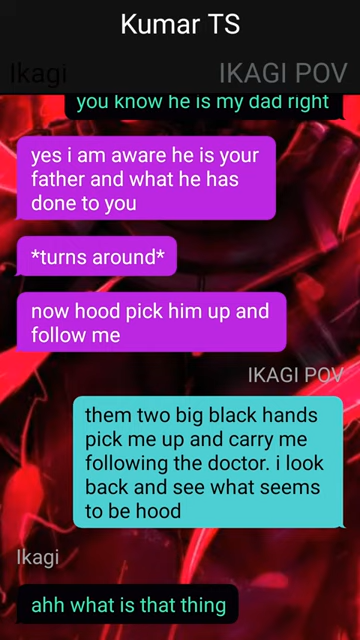 Kumar TS
Ikagi
IKAGI POV
you know he is my dad right
yes i am aware he is your
father and what he has
done to you
*turns around*
now hood pick him up and
follow me
IKAGI POV
them two big black hands
pick me up and carry me
following the doctor. i look
back and see what seems
to be hood
Ikagi
ahh what is that thing